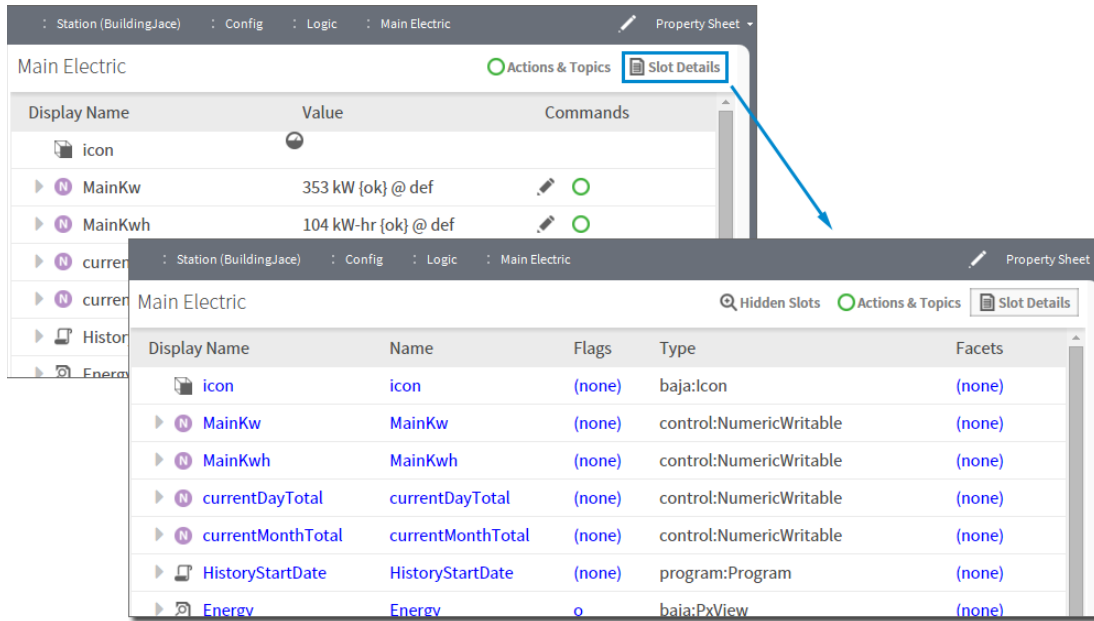 : Station (BuildingJace) : Config : Logic : Main Electric Property Sheet
Main Electric Actions & Topics Slot Details
Display Name Value Commands
icon
N MainKw 353 kW {ok} @ def
N MainKwh 104 kW-hr {ok} @ def
N curren
N curren
Histor
Energy
: Station (BuildingJace) : Config : Logic : Main Electric Property Sheet
Main Electric Hidden Slots Actions & Topics Slot Details
Display Name Name Flags Type Facets
icon icon (none) baja:Icon (none)
N MainKw MainKw (none) control:NumericWritable (none)
N MainKwh MainKwh (none) control:NumericWritable (none)
N currentDayTotal currentDayTotal (none) control:NumericWritable (none)
N currentMonthTotal currentMonthTotal (none) control:NumericWritable (none)
HistoryStartDate HistoryStartDate (none) program:Program (none)
Energy Energy o baja:PxView (none)